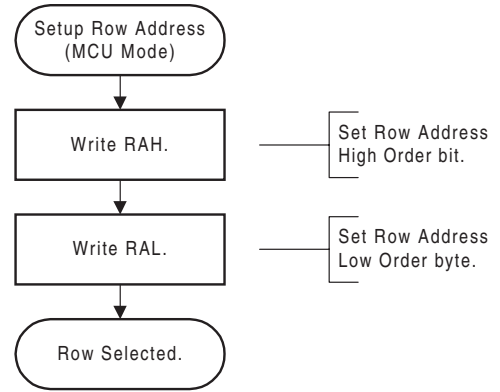 Setup Row Address
(MCU Mode)
Write RAH.
Set Row Address
High Order bit.
Write RAL.
Set Row Address
Low Order byte.
Row Selected.